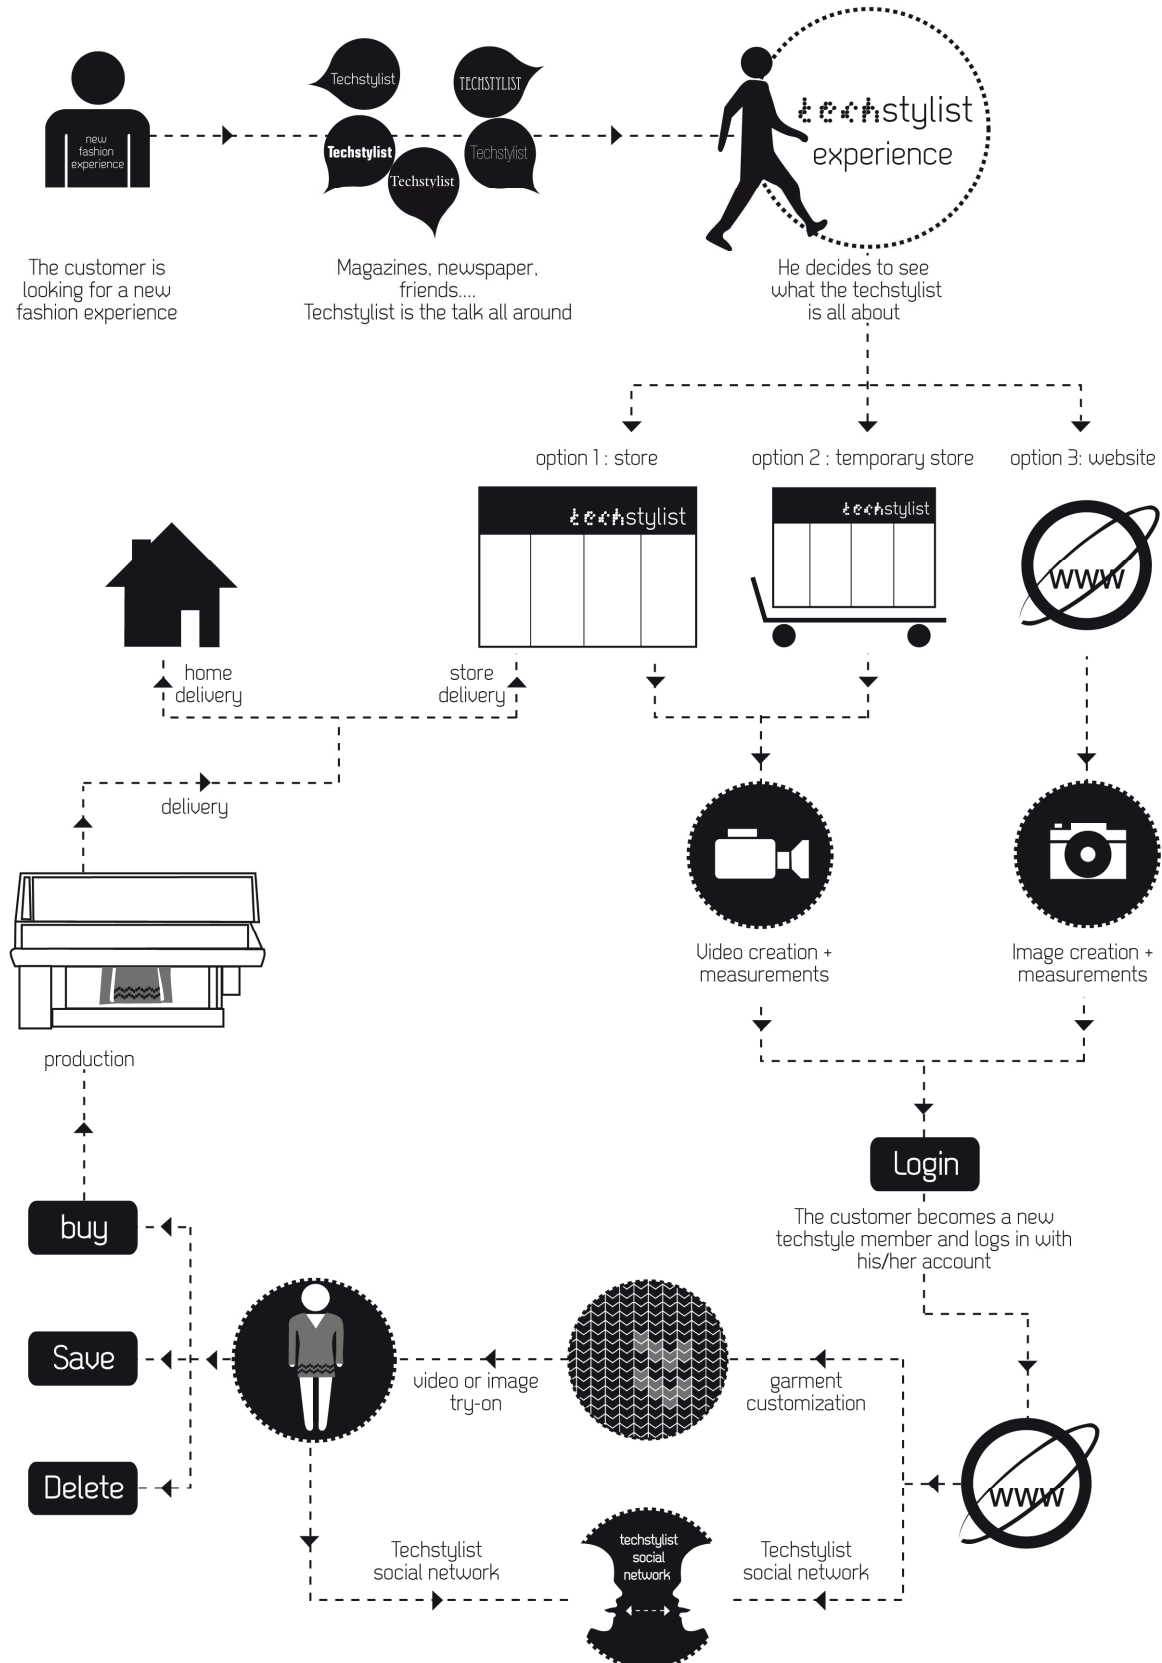 new
fashion
experience
Techstylist
TECHSTYLIST
Techstylist
Techstylist
Techstylist
techstylist
experience
The customer is
looking for a new
fashion experience
Magazines, newspaper,
friends....
Techstylist is the talk all around
He decides to see
what the techstylist
is all about
option 1 : store
option 2 : temporary store
option 3: website
techstylist
techstylist
www
home
delivery
store
delivery
delivery
Video creation +
measurements
Image creation +
measurements
production
Login
The customer becomes a new
techstyle member and logs in with
his/her account
buy
Save
Delete
video or image
try-on
garment
customization
www
Techstylist
social network
techstylist
social
network
Techstylist
social network